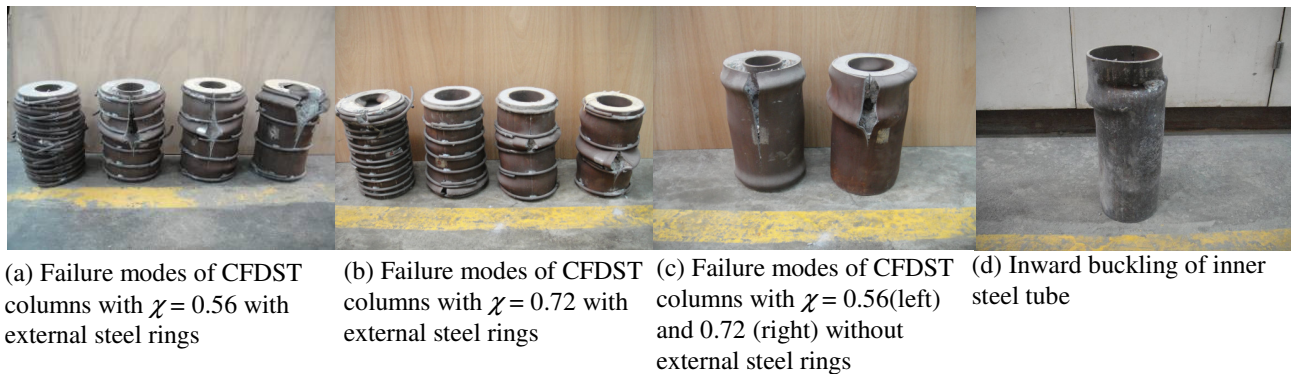 (a) Failure modes of CFDST
columns with χ = 0.56 with
external steel rings
(b) Failure modes of CFDST
columns with χ = 0.72 with
external steel rings
(c) Failure modes of CFDST
columns with χ = 0.56(left)
and 0.72 (right) without
external steel rings
(d) Inward buckling of inner
steel tube